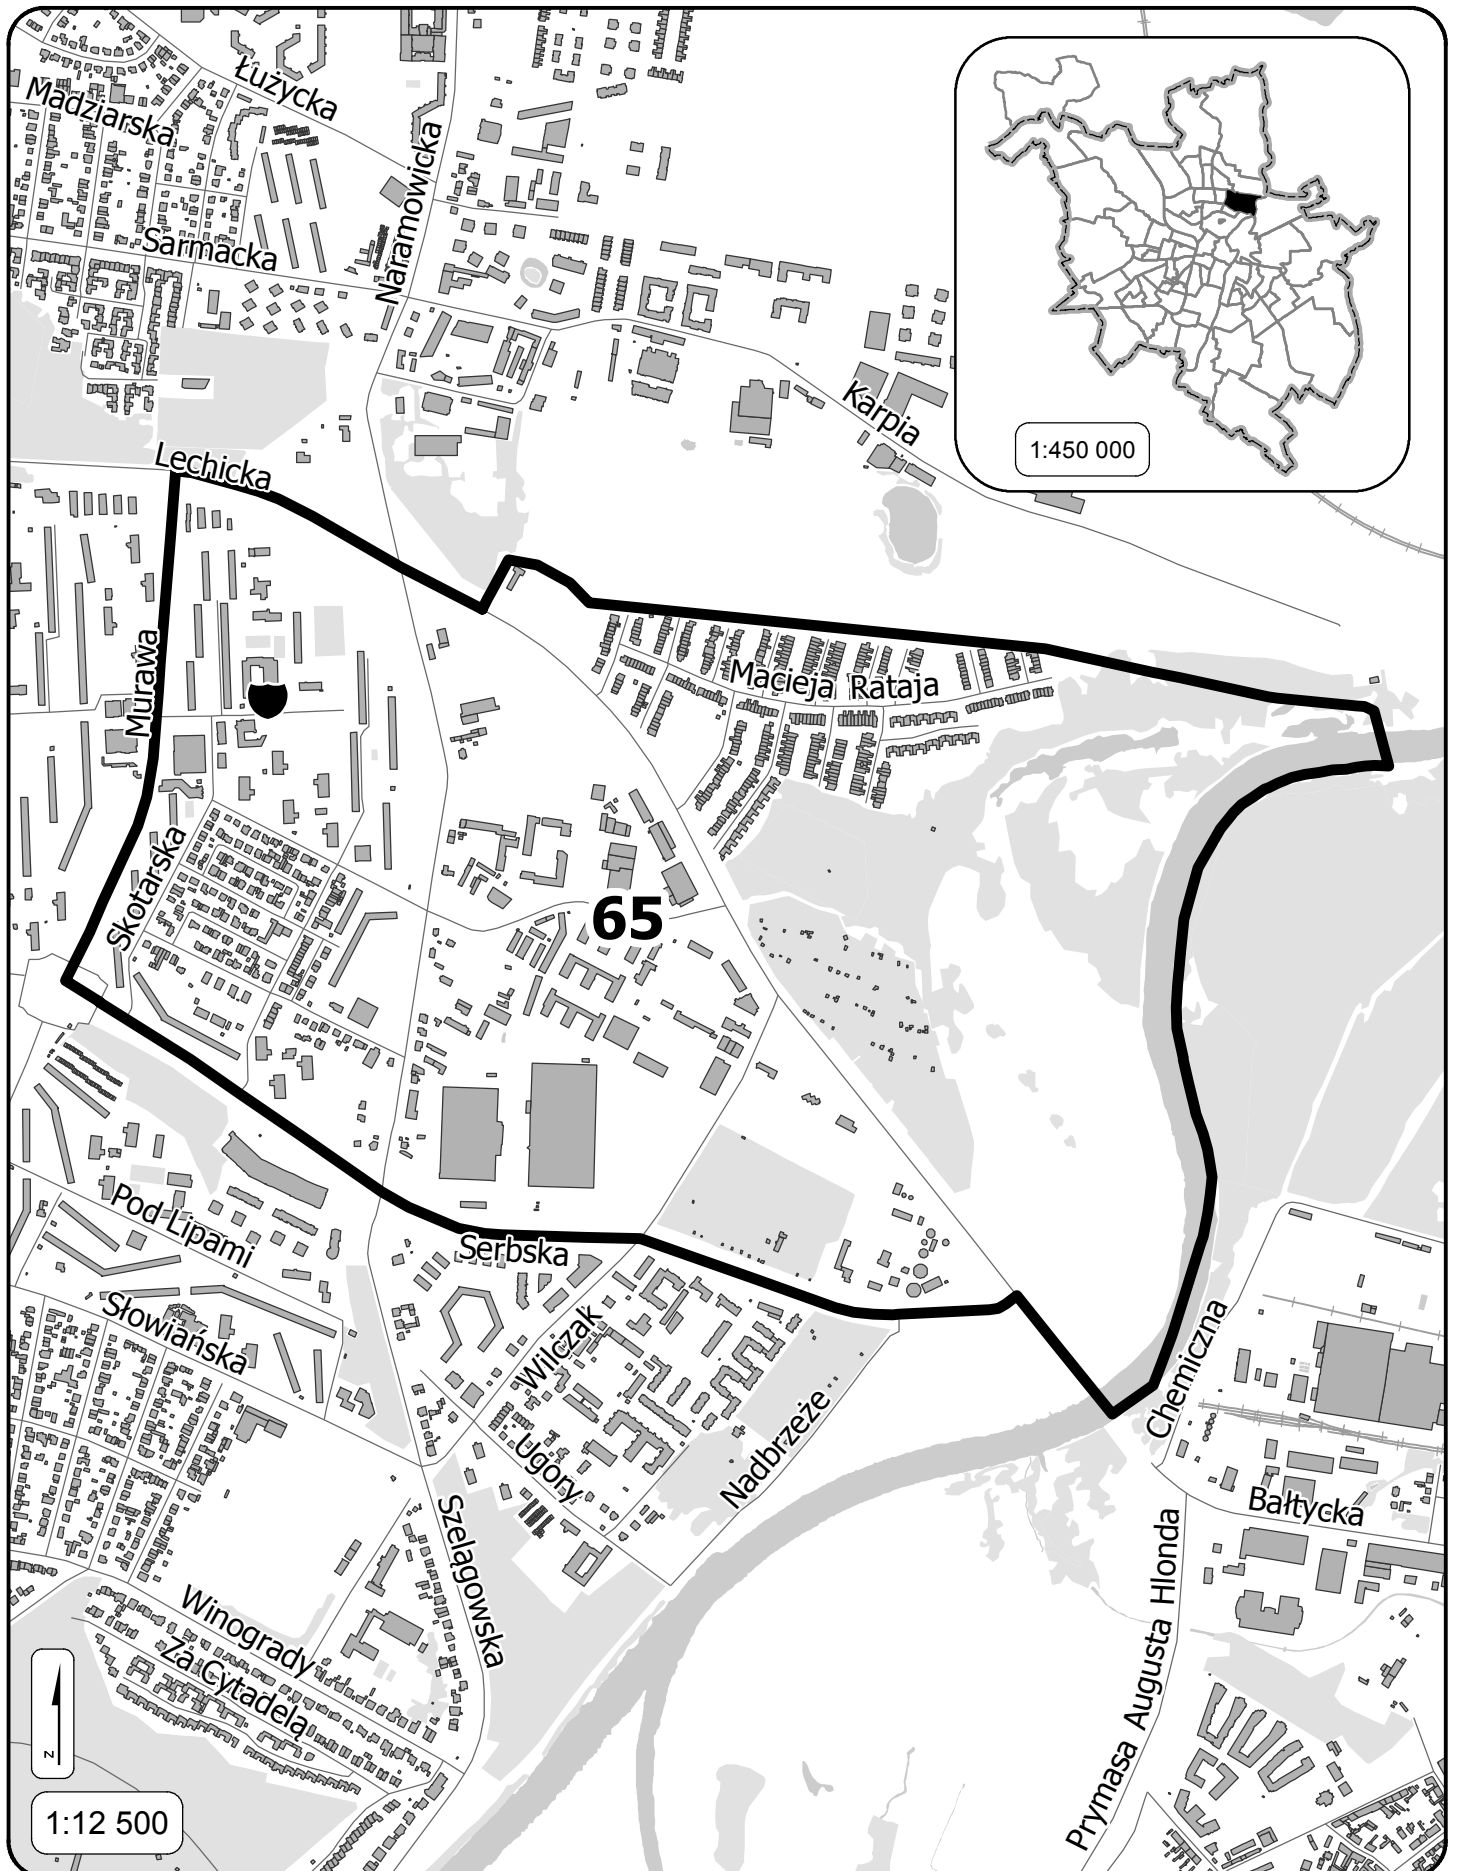 Łużycka
Madziarska
Naramowicka
Sarmacka
Karpia
1:450 000
Lechicka
Murawa
Macieja Rataja
Skotarska
65
Pod Lipami
Serbska
Słowiańska
Wilczak
Chemiczna
Nadbrzeże
Ugory
Bałtycka
Szelągowska
Prymasa Augusta Hlonda
Winogrady
Za Cytadelą
N
1:12 500